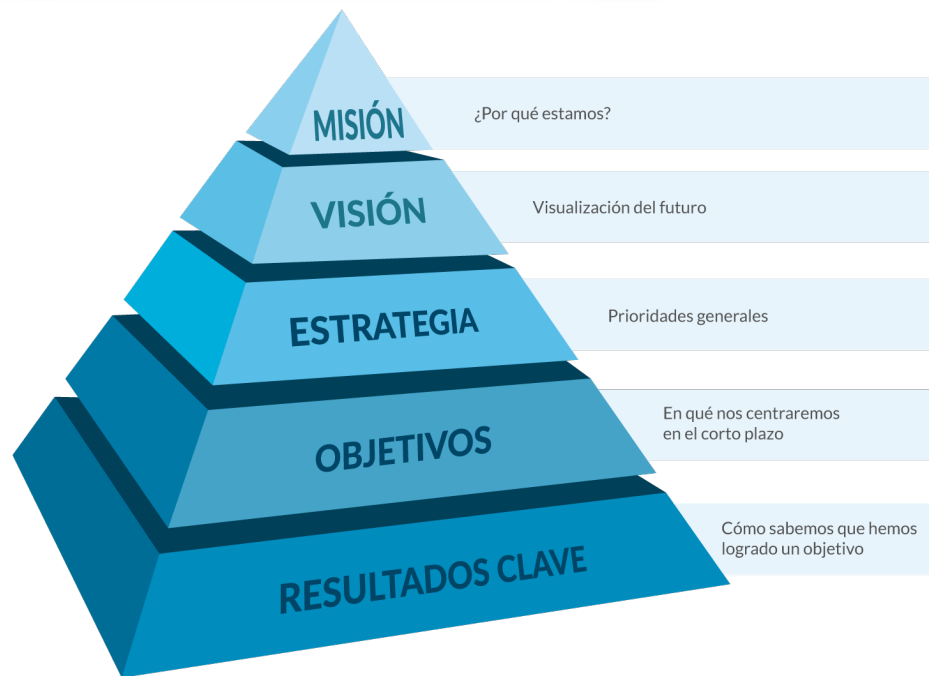 MISIÓN
¿Por qué estamos?
VISIÓN
Visualización del futuro
ESTRATEGIA
Prioridades generales
OBJETIVOS
En qué nos centraremos
en el corto plazo
RESULTADOS CLAVE
Cómo sabemos que hemos
logrado un objetivo